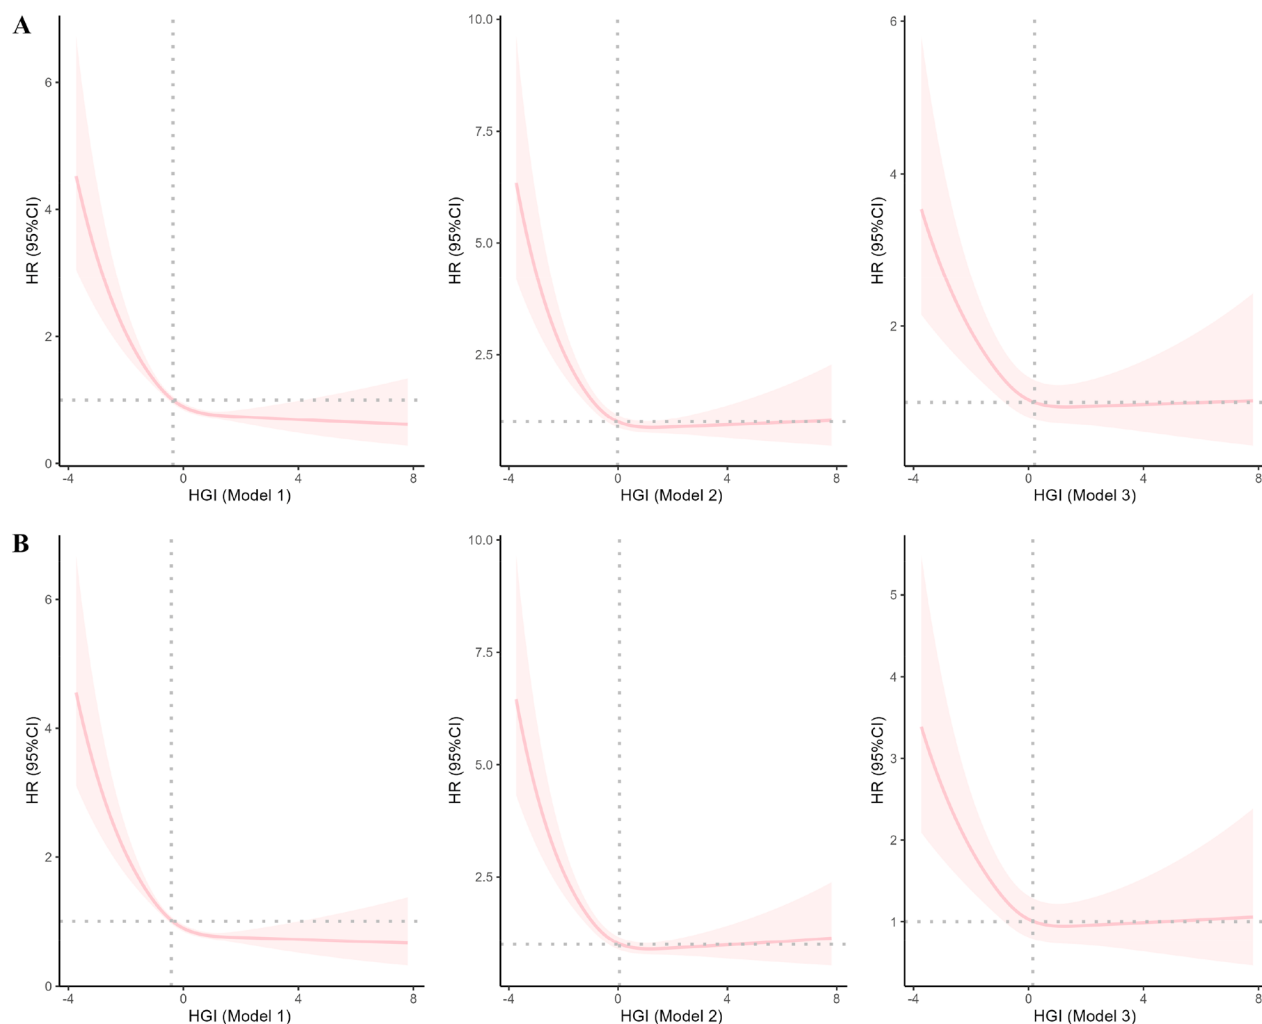 A
HR (95%CI)
6
4
2
0
-4 0 4 8
HGI (Model 1)
HR (95%CI)
10.0
7.5
5.0
2.5
-4 0 4 8
HGI (Model 2)
HR (95%CI)
6
4
2
-4 0 4 8
HGI (Model 3)
B
HR (95%CI)
6
4
2
0
-4 0 4 8
HGI (Model 1)
HR (95%CI)
10.0
7.5
5.0
2.5
-4 0 4 8
HGI (Model 2)
HR (95%CI)
5
4
3
2
1
-4 0 4 8
HGI (Model 3)